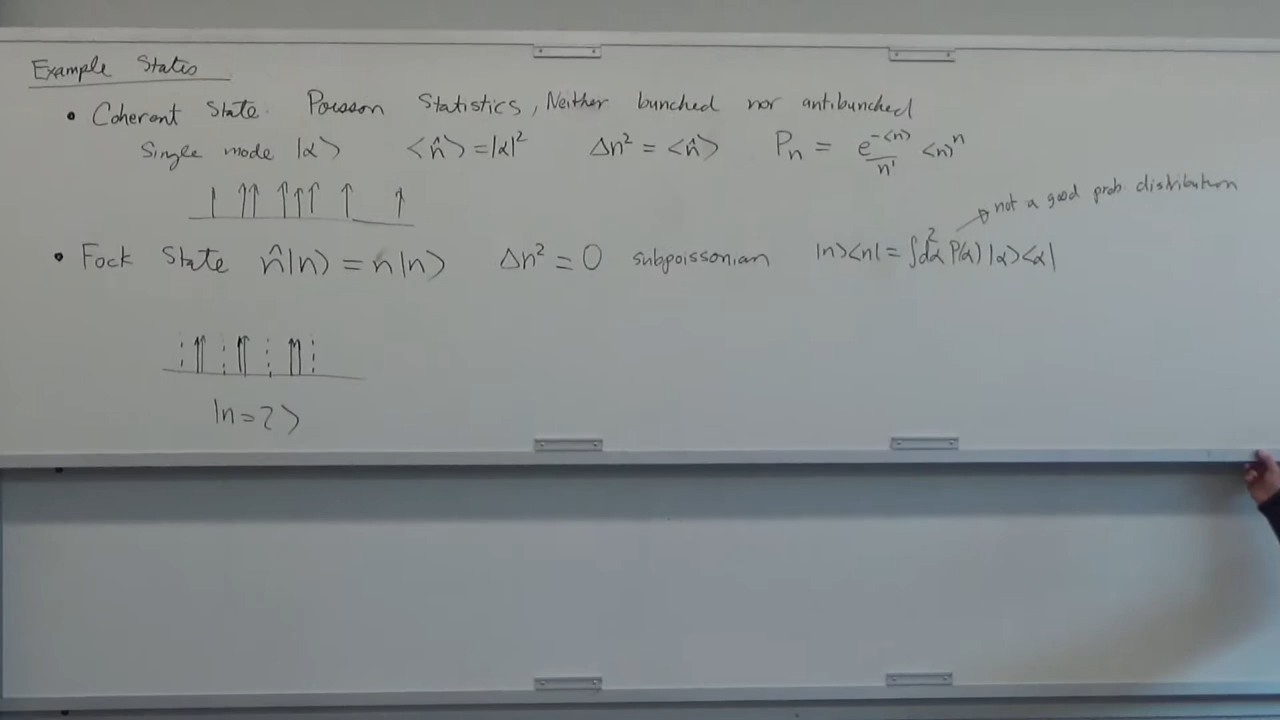 Example States
• Coherent State: Poisson Statistics, Neither bunched nor antibunched
Single mode |α⟩ ⟨n̂⟩ = |α|² Δn² = ⟨n̂⟩ Pₙ = e^{-⟨n⟩}/n! ⟨n⟩ⁿ
not a good prob distribution
• Fock State n̂|n⟩ = n|n⟩ Δn² = 0 subpoissonian |n⟩⟨n| = ∫d²α P(α) |α⟩⟨α|
|n=2⟩